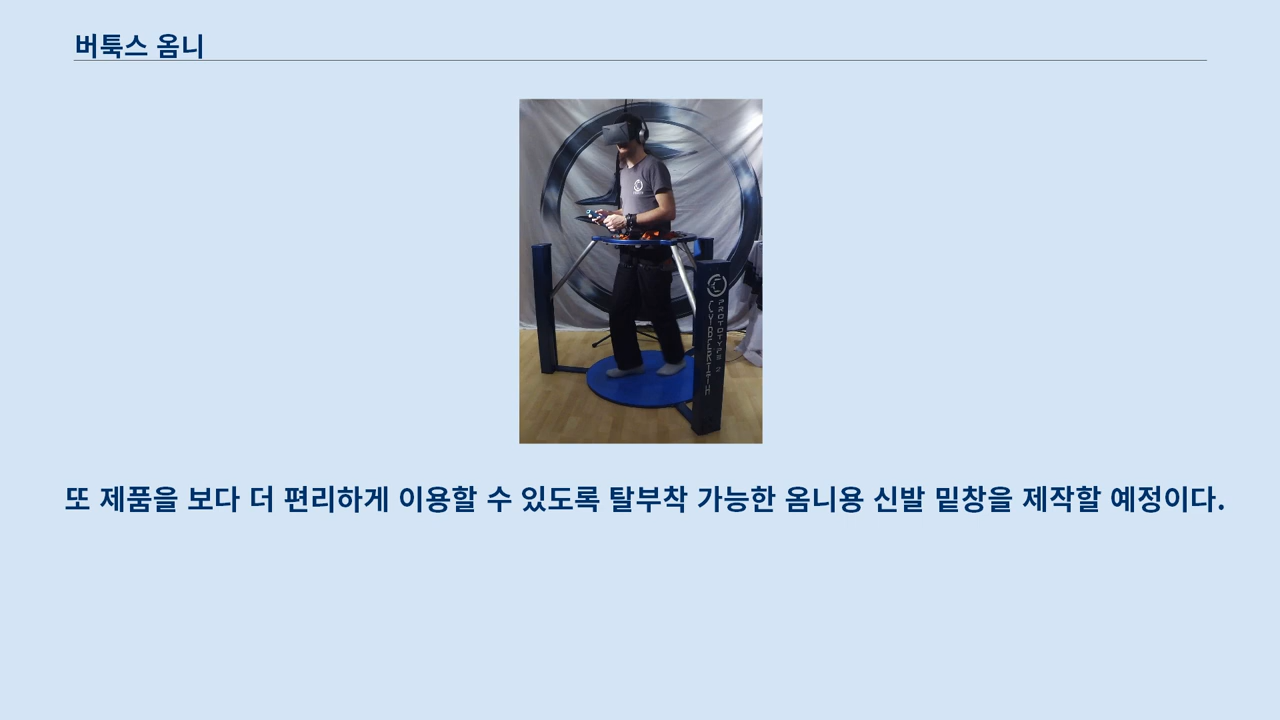 버툭스 옴니
PROTOTYPE 2
CYBERITH
또 제품을 보다 더 편리하게 이용할 수 있도록 탈부착 가능한 옴니용 신발 밑창을 제작할 예정이다.